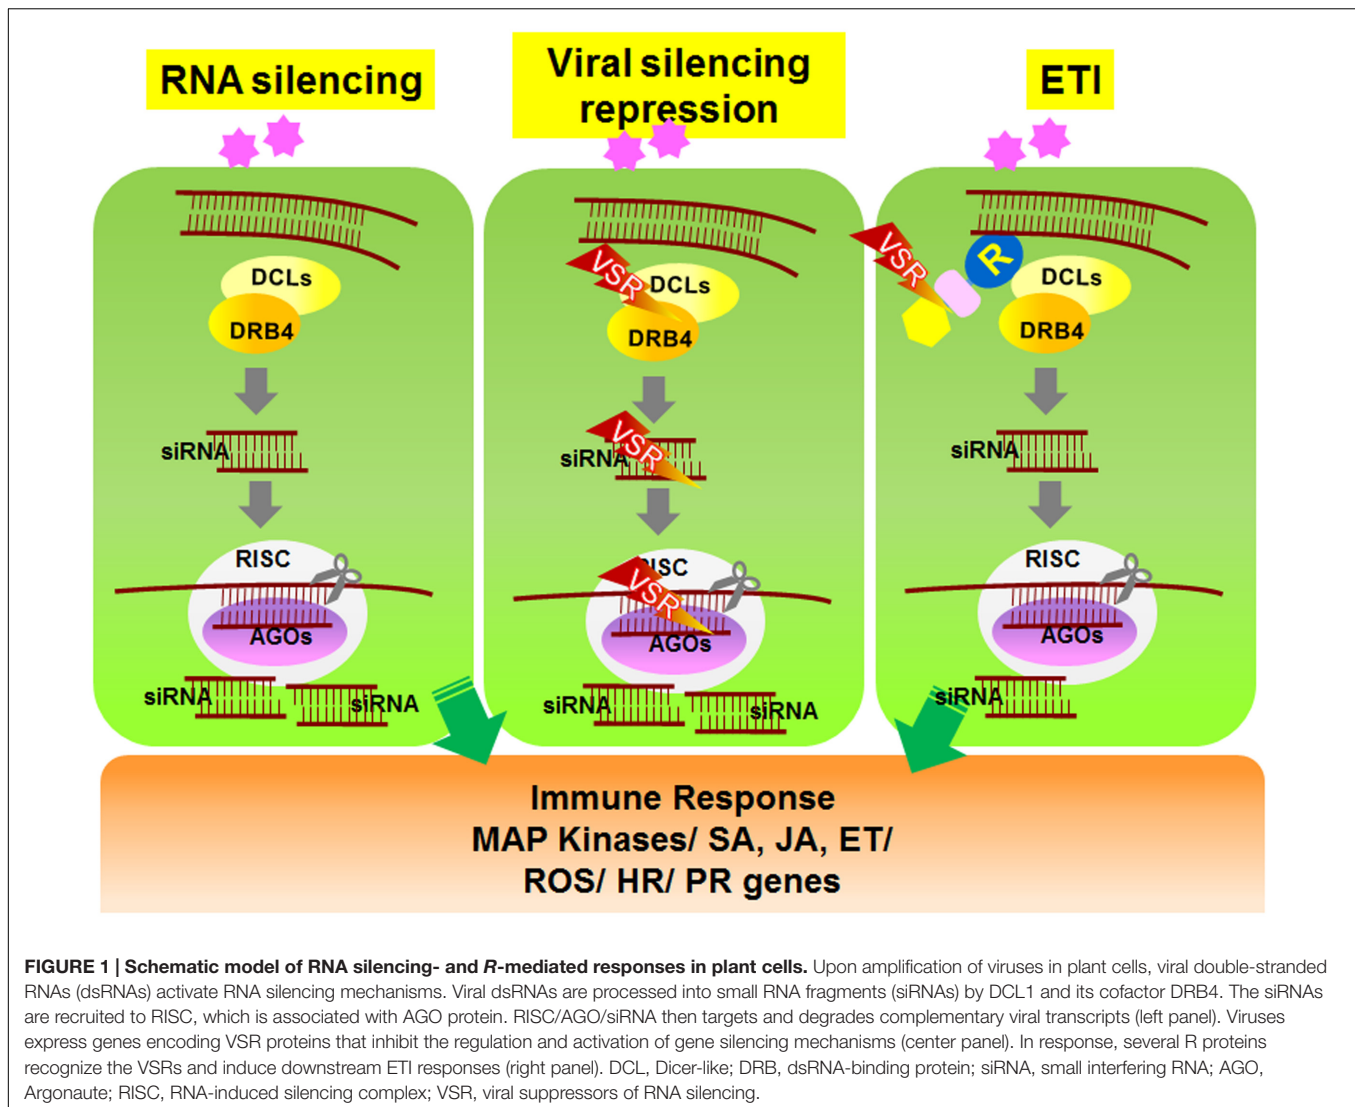 RNA silencing
Viral silencing
repression
ETI
DCLs
DRB4
siRNA
RISC
AGOs
siRNA
siRNA
VSR
DCLs
DRB4
VSR
siRNA
RISC
VSR
AGOs
siRNA
siRNA
VSR
R
DCLs
DRB4
siRNA
RISC
AGOs
siRNA
Immune Response
MAP Kinases/ SA, JA, ET/
ROS/ HR/ PR genes
FIGURE 1 | Schematic model of RNA silencing- and R-mediated responses in plant cells. Upon amplification of viruses in plant cells, viral double-stranded
RNAs (dsRNAs) activate RNA silencing mechanisms. Viral dsRNAs are processed into small RNA fragments (siRNAs) by DCL1 and its cofactor DRB4. The siRNAs
are recruited to RISC, which is associated with AGO protein. RISC/AGO/siRNA then targets and degrades complementary viral transcripts (left panel). Viruses
express genes encoding VSR proteins that inhibit the regulation and activation of gene silencing mechanisms (center panel). In response, several R proteins
recognize the VSRs and induce downstream ETI responses (right panel). DCL, Dicer-like; DRB, dsRNA-binding protein; siRNA, small interfering RNA; AGO,
Argonaute; RISC, RNA-induced silencing complex; VSR, viral suppressors of RNA silencing.